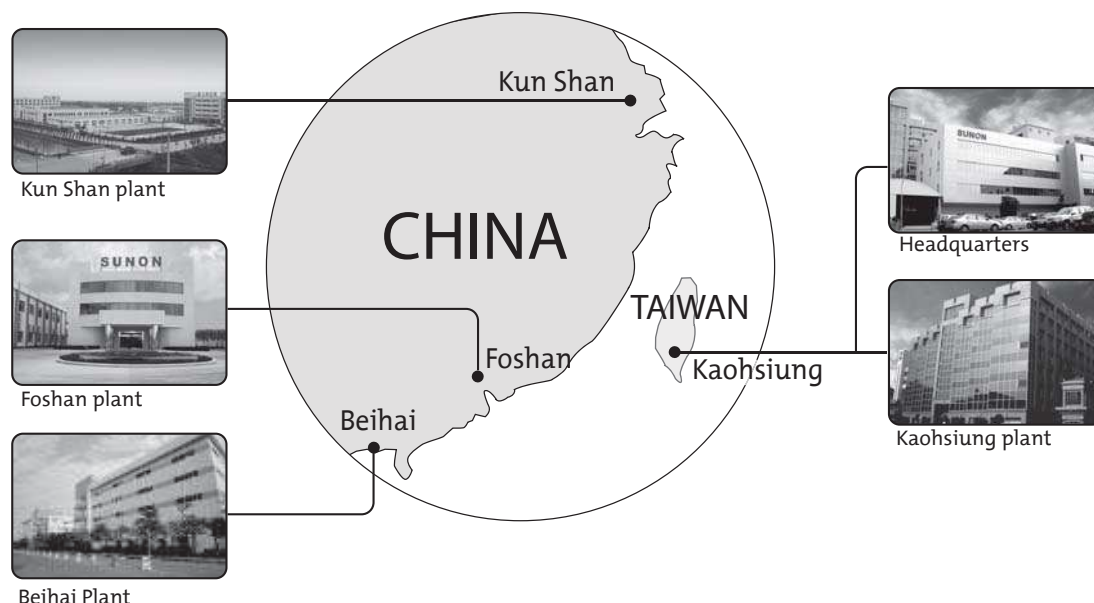 Kun Shan
Kun Shan plant
SUNON
Headquarters
CHINA
SUNON
TAIWAN
Foshan
Kaohsiung
Foshan plant
Beihai
Kaohsiung plant
Beihai Plant